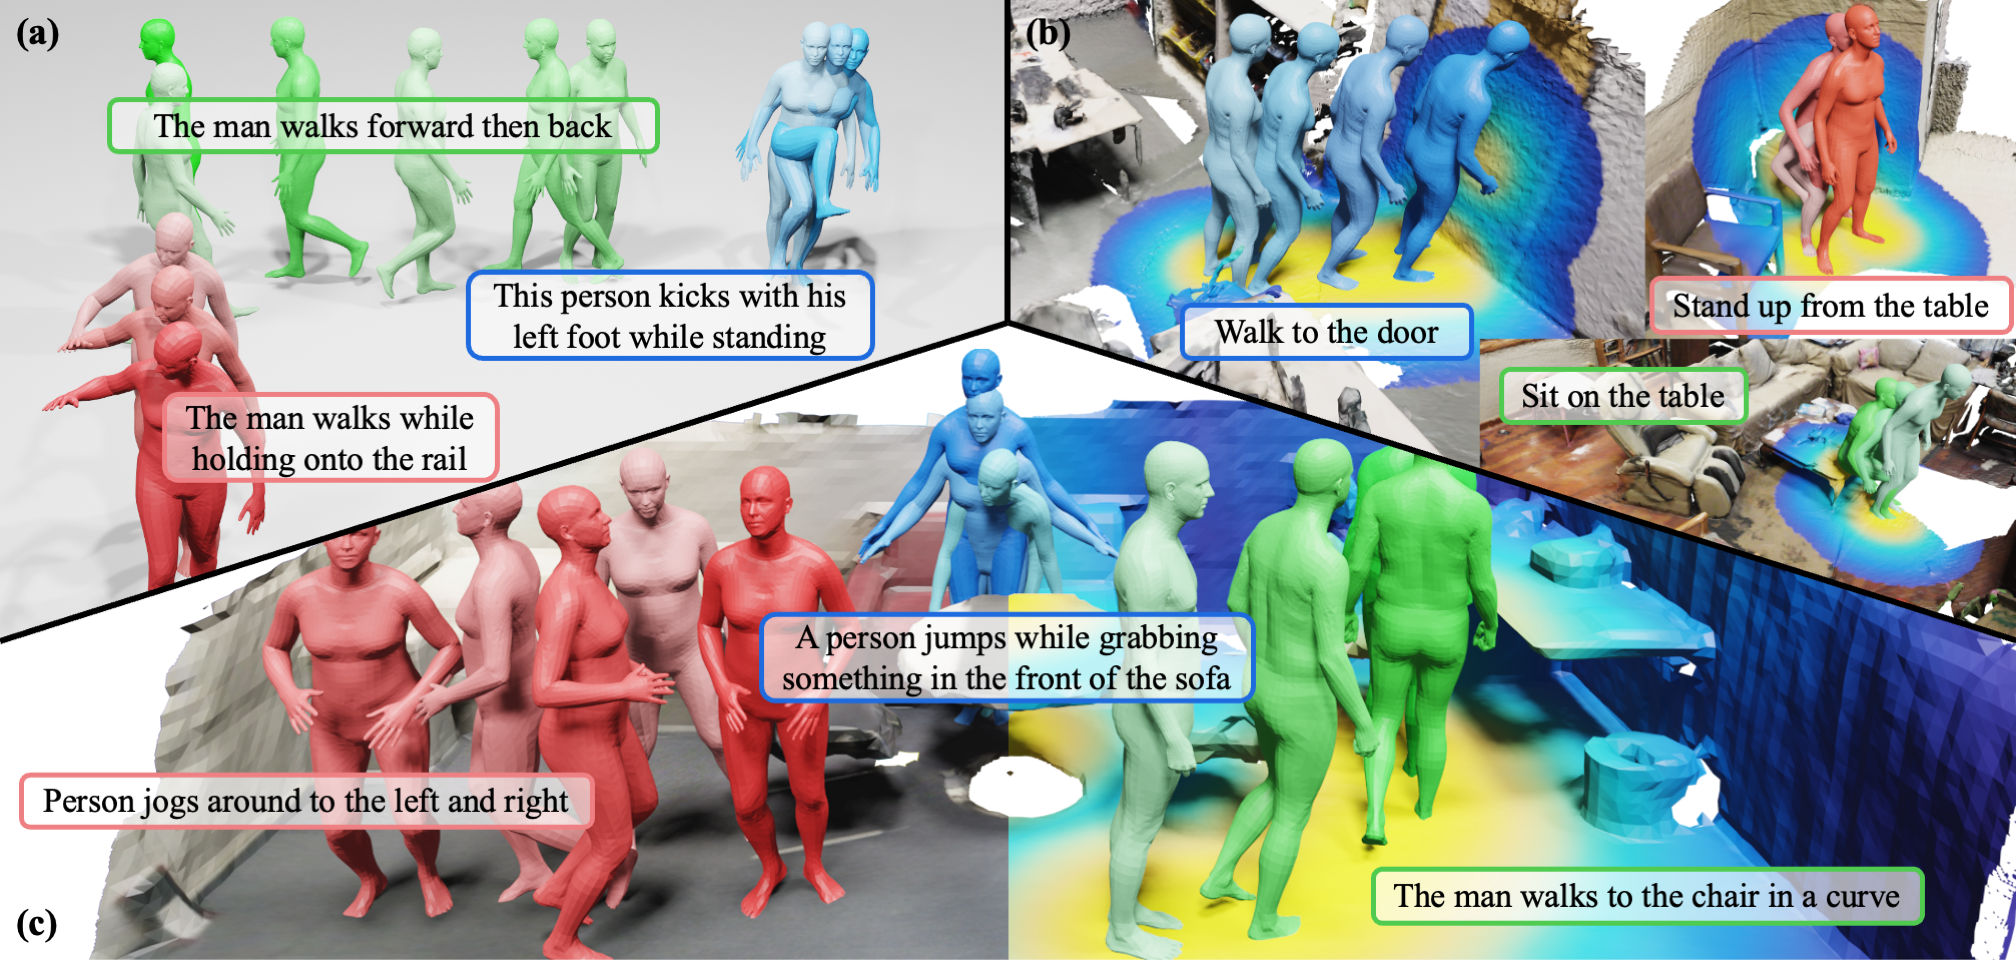 (a)
The man walks forward then back
This person kicks with his
left foot while standing
The man walks while
holding onto the rail
(b)
Walk to the door
Stand up from the table
Sit on the table
(c)
A person jumps while grabbing
something in the front of the sofa
Person jogs around to the left and right
The man walks to the chair in a curve